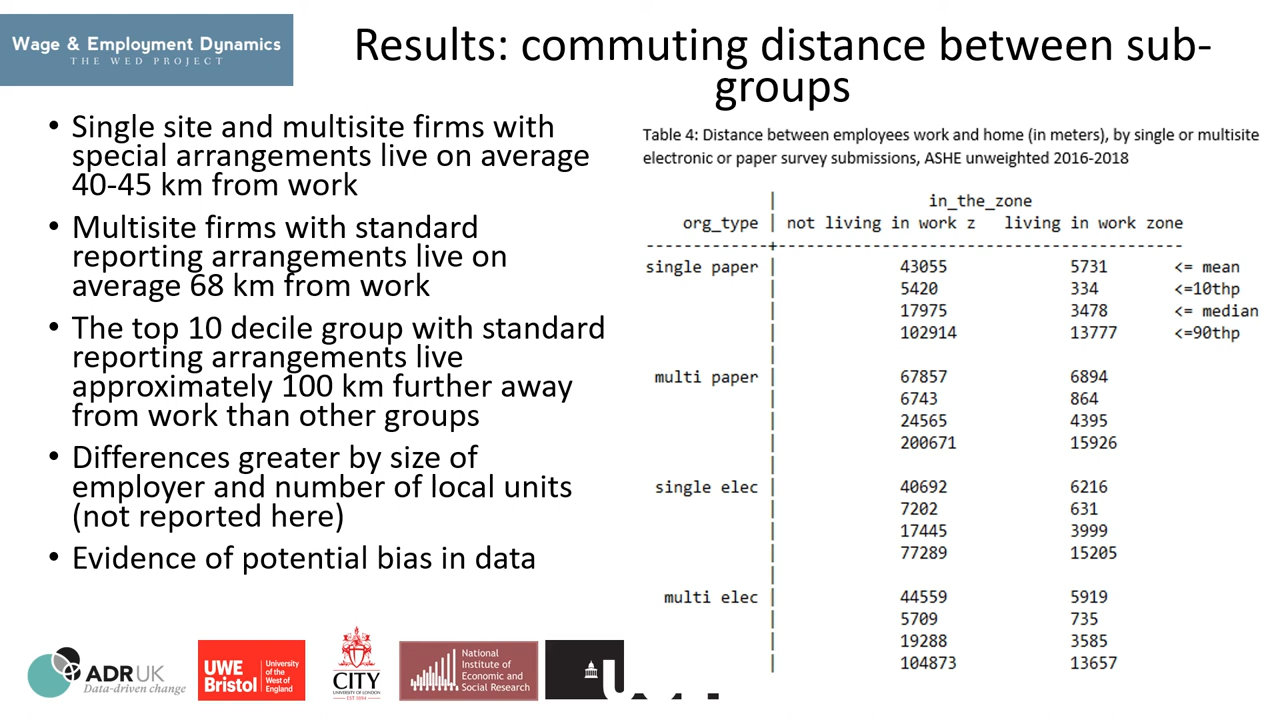 Wage & Employment Dynamics
THE WED PROJECT
Results: commuting distance between sub-
groups
• Single site and multisite firms with
special arrangements live on average
40-45 km from work
• Multisite firms with standard
reporting arrangements live on
average 68 km from work
• The top 10 decile group with standard
reporting arrangements live
approximately 100 km further away
from work than other groups
• Differences greater by size of
employer and number of local units
(not reported here)
• Evidence of potential bias in data
Table 4: Distance between employees work and home (in meters), by single or multisite
electronic or paper survey submissions, ASHE unweighted 2016-2018
| in_the_zone
org_type | not living in work z living in work zone
-------------+--------------------------------------------
single paper | 43055 5731 <= mean
| 5420 334 <=10thp
| 17975 3478 <= median
| 102914 13777 <=90thp
|
multi paper | 67857 6894
| 6743 864
| 24565 4395
| 200671 15926
|
single elec | 40692 6216
| 7202 631
| 17445 3999
| 77289 15205
|
multi elec | 44559 5919
| 5709 735
| 19288 3585
| 104873 13657
ADR UK
Data-driven change
UWE
Bristol
University
of the
West of
England
CITY
UNIVERSITY OF LONDON
EST 1894
National
Institute of
Economic and
Social Research